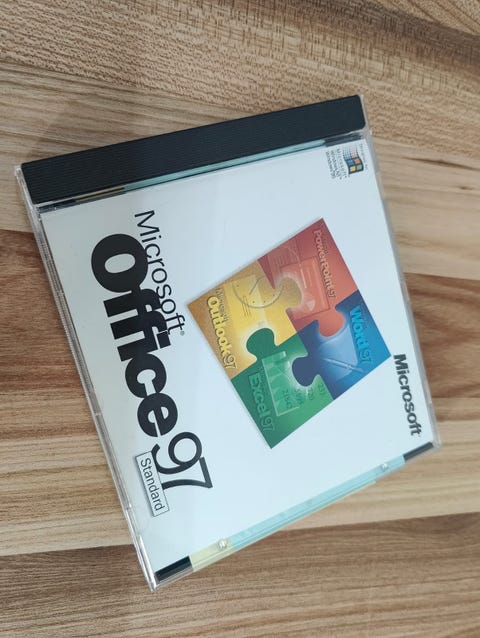 Microsoft®
office 97
Standard
PowerPoint 97
Word 97
Outlook 97
Excel 97
Microsoft